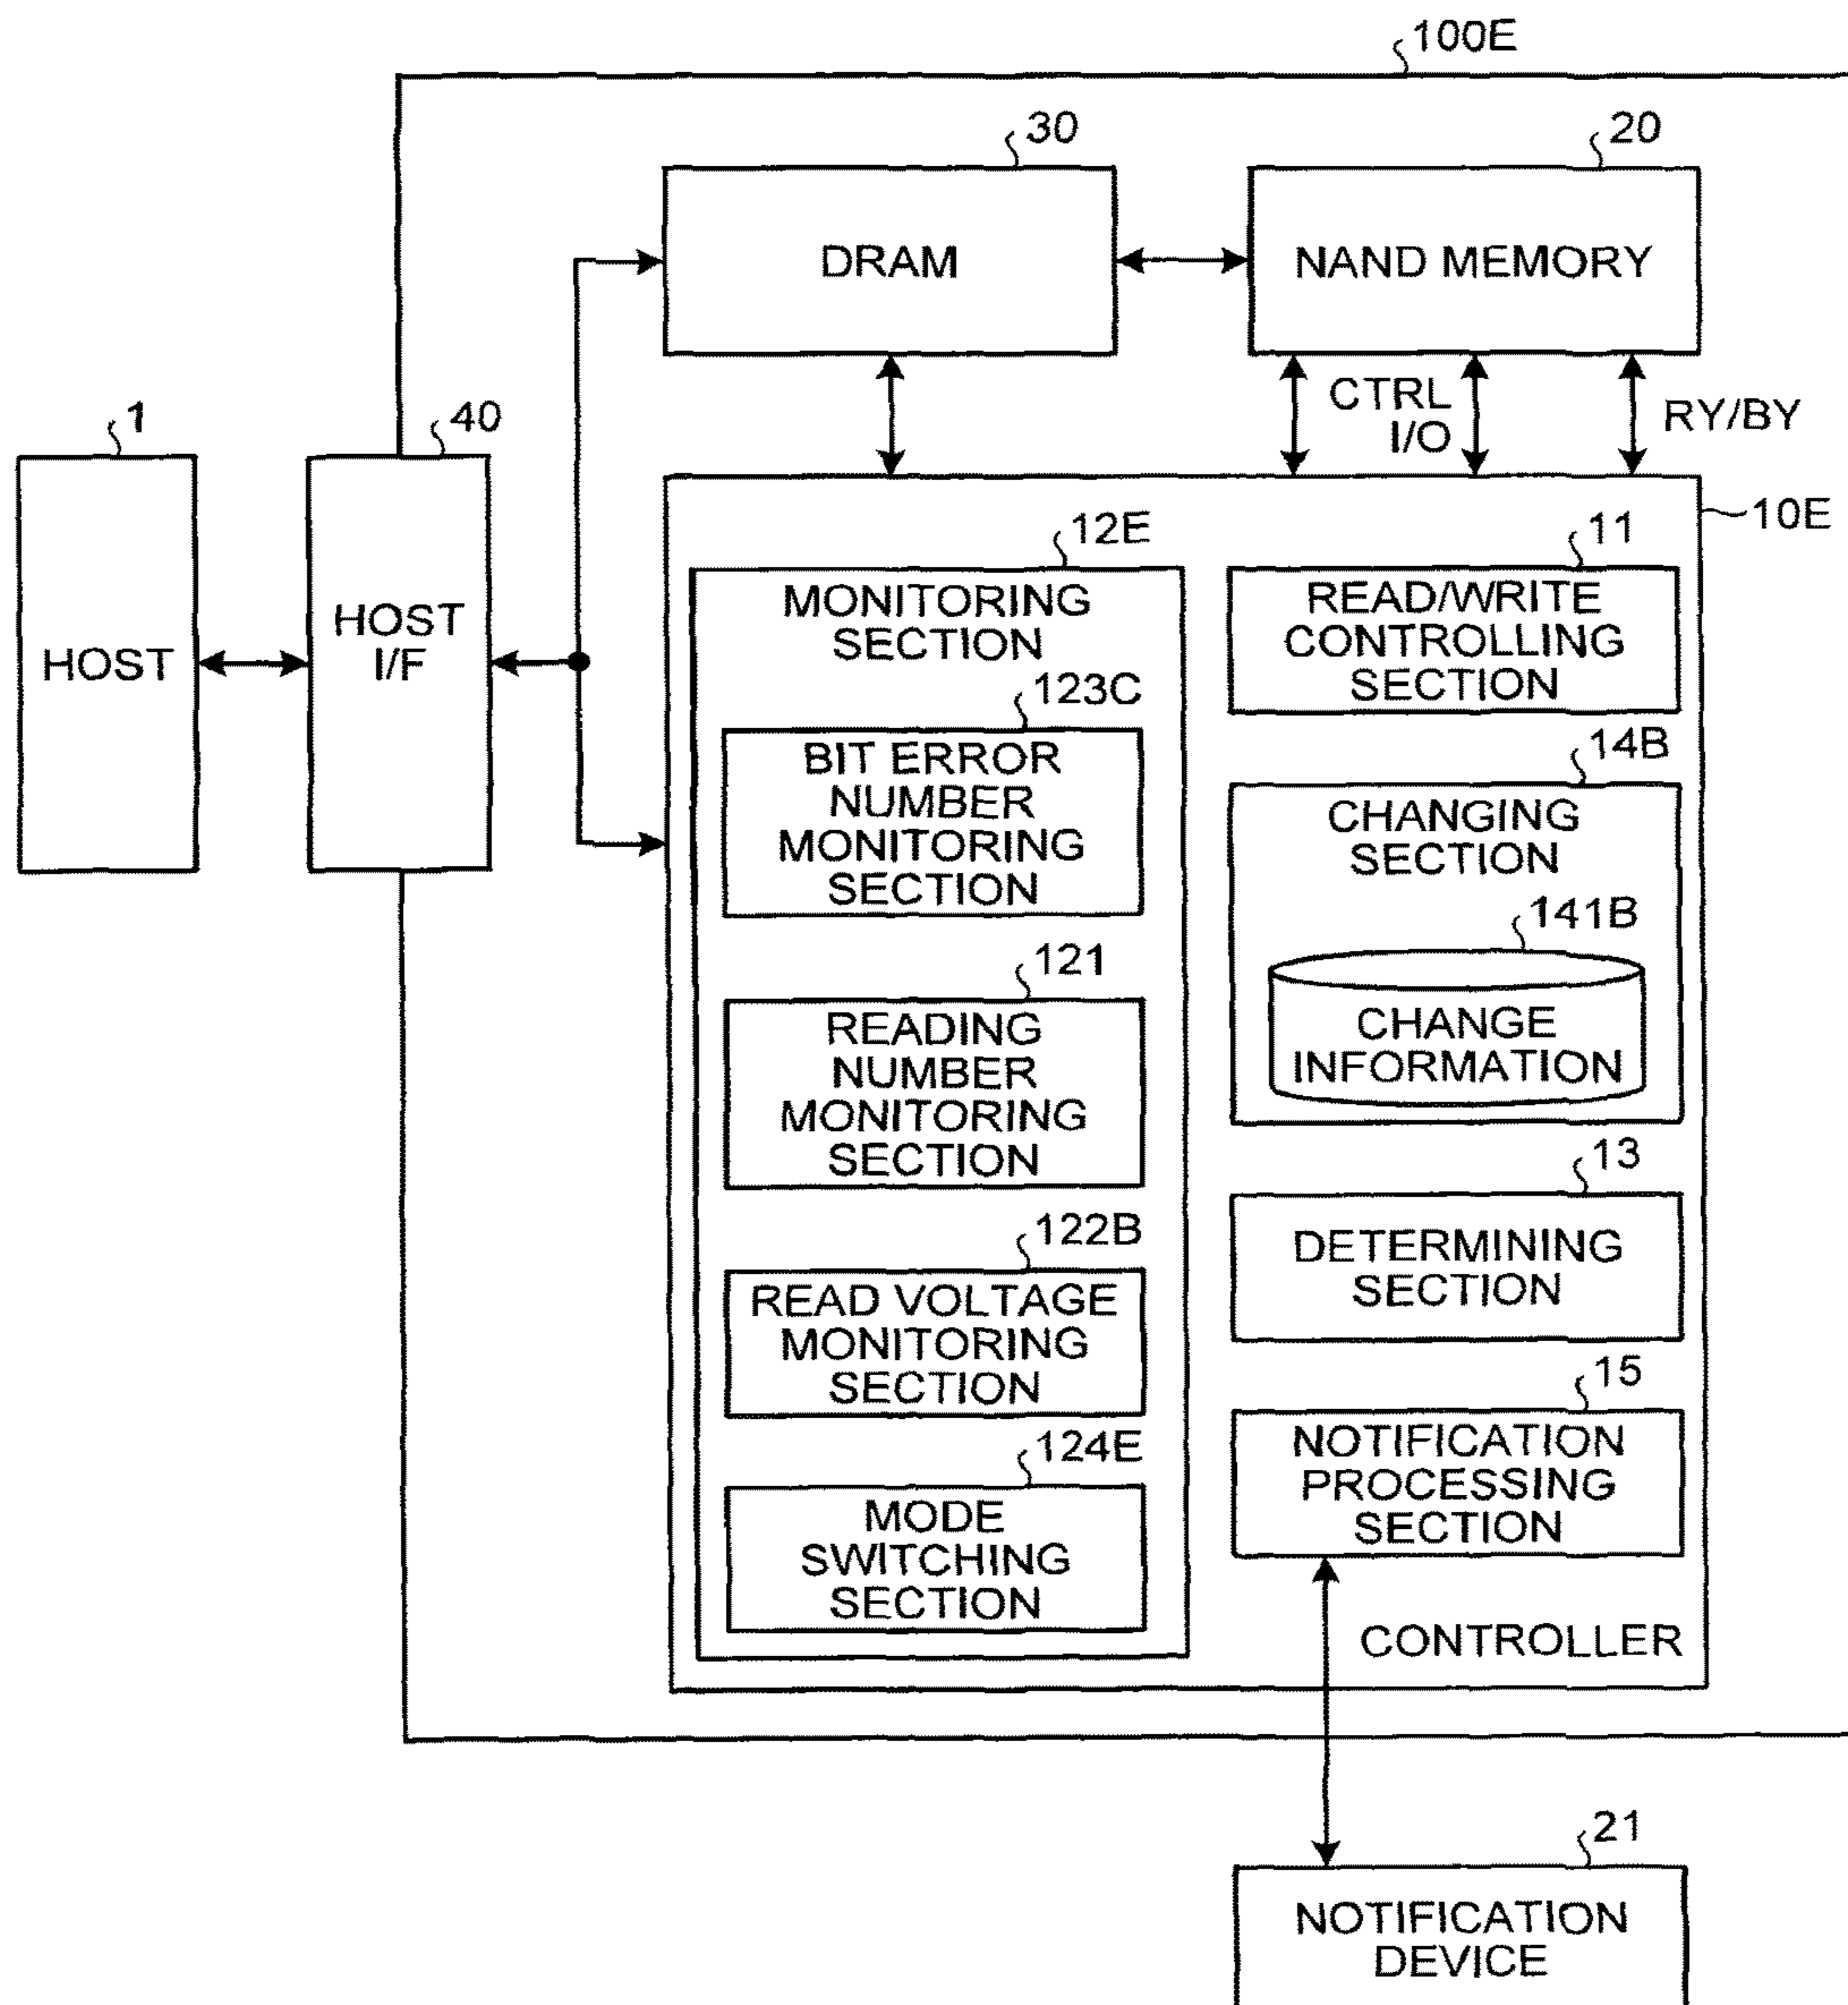 100E
30
20
DRAM
NAND MEMORY
CTRL
I/O
RY/BY
1
40
HOST
HOST
I/F
10E
12E
MONITORING
SECTION
123C
BIT ERROR
NUMBER
MONITORING
SECTION
121
READING
NUMBER
MONITORING
SECTION
122B
READ VOLTAGE
MONITORING
SECTION
124E
MODE
SWITCHING
SECTION
11
READ/WRITE
CONTROLLING
SECTION
14B
CHANGING
SECTION
141B
CHANGE
INFORMATION
13
DETERMINING
SECTION
15
NOTIFICATION
PROCESSING
SECTION
CONTROLLER
21
NOTIFICATION
DEVICE